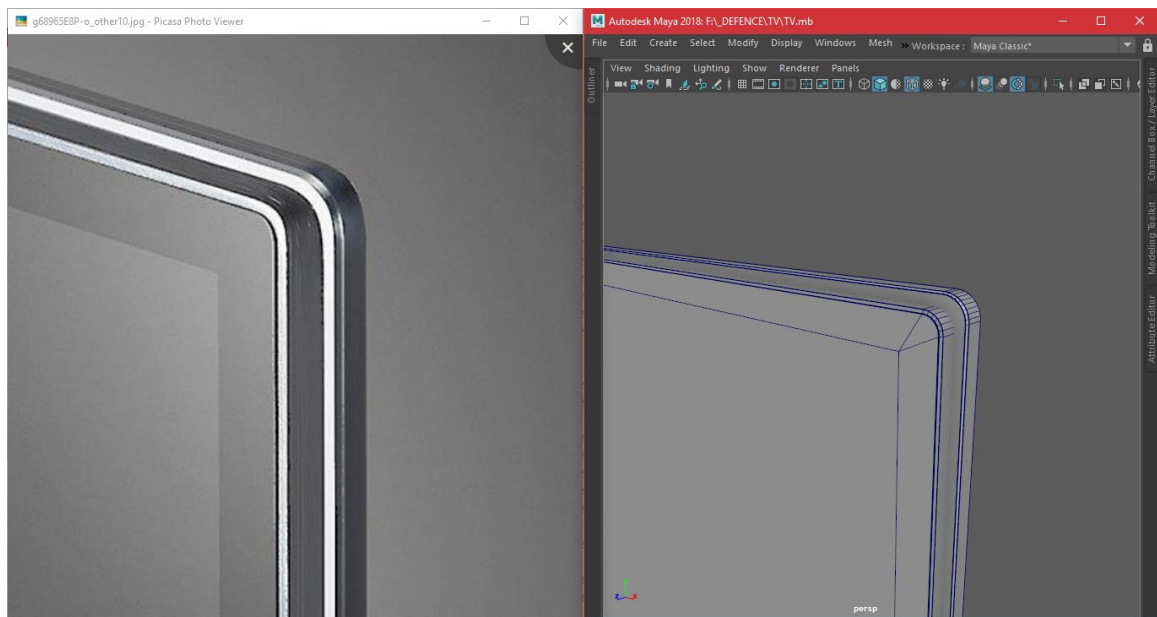 g68965E8P-o_other10.jpg - Picasa Photo Viewer
Autodesk Maya 2018: F:\_DEFENCE\TV\TV.mb
File Edit Create Select Modify Display Windows Mesh » Workspace : Maya Classic*
View Shading Lighting Show Renderer Panels
Outliner
Channel Box / Layer Editor
Modeling Toolkit
Attribute Editor
persp